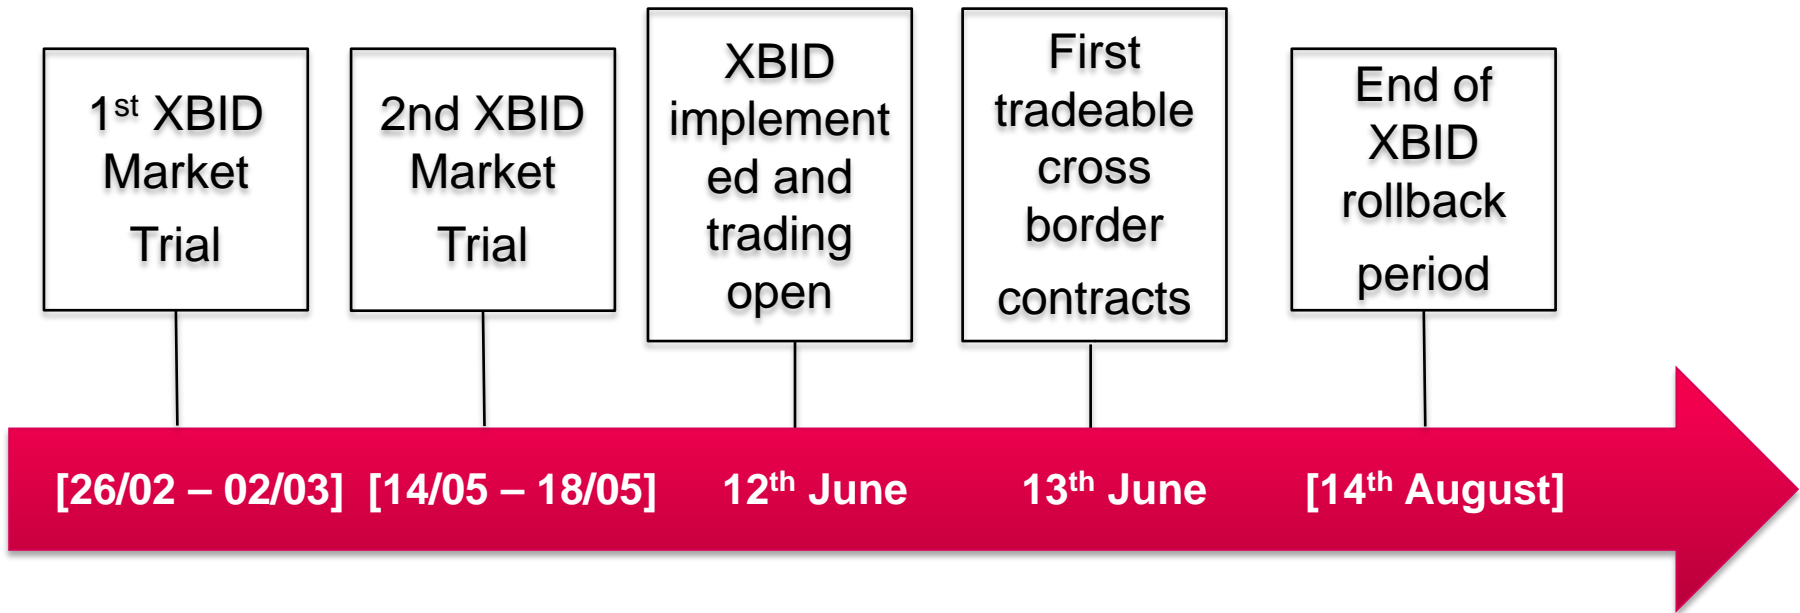 1st XBID
Market
Trial
2nd XBID
Market
Trial
XBID
implement
ed and
trading
open
First
tradeable
cross
border
contracts
End of
XBID
rollback
period
[26/02 – 02/03]
[14/05 – 18/05]
12th June
13th June
[14th August]